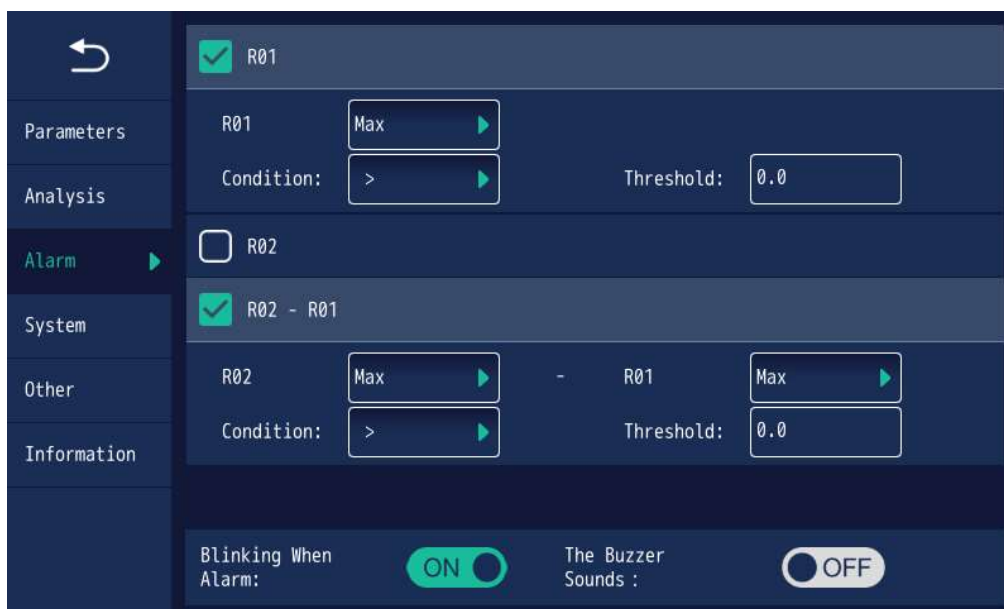 R01
Parameters
R01 Max
Condition: > Threshold: 0.0
Analysis
R02
Alarm
R02 - R01
System
R02 Max - R01 Max
Other
Condition: > Threshold: 0.0
Information
Blinking When
Alarm:
ON
The Buzzer
Sounds :
OFF